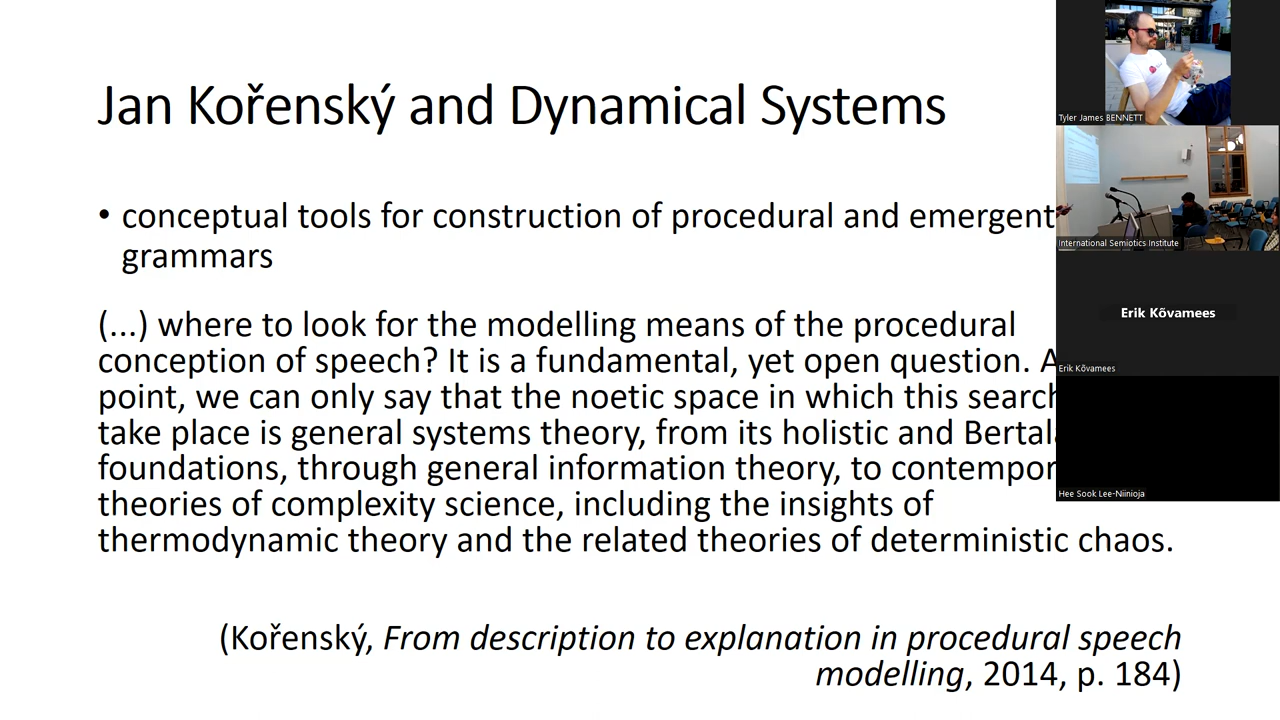 Jan Kořenský and Dynamical Systems
• conceptual tools for construction of procedural and emergent
grammars
(...) where to look for the modelling means of the procedural
conception of speech? It is a fundamental, yet open question. A
point, we can only say that the noetic space in which this search
take place is general systems theory, from its holistic and Bertala
foundations, through general information theory, to contempor
theories of complexity science, including the insights of
thermodynamic theory and the related theories of deterministic chaos.
(Kořenský, From description to explanation in procedural speech
modelling, 2014, p. 184)
Tyler James BENNETT
International Semiotics Institute
Erik Kõvamees
Erik Kõvamees
Hee Sook Lee-Niinioja